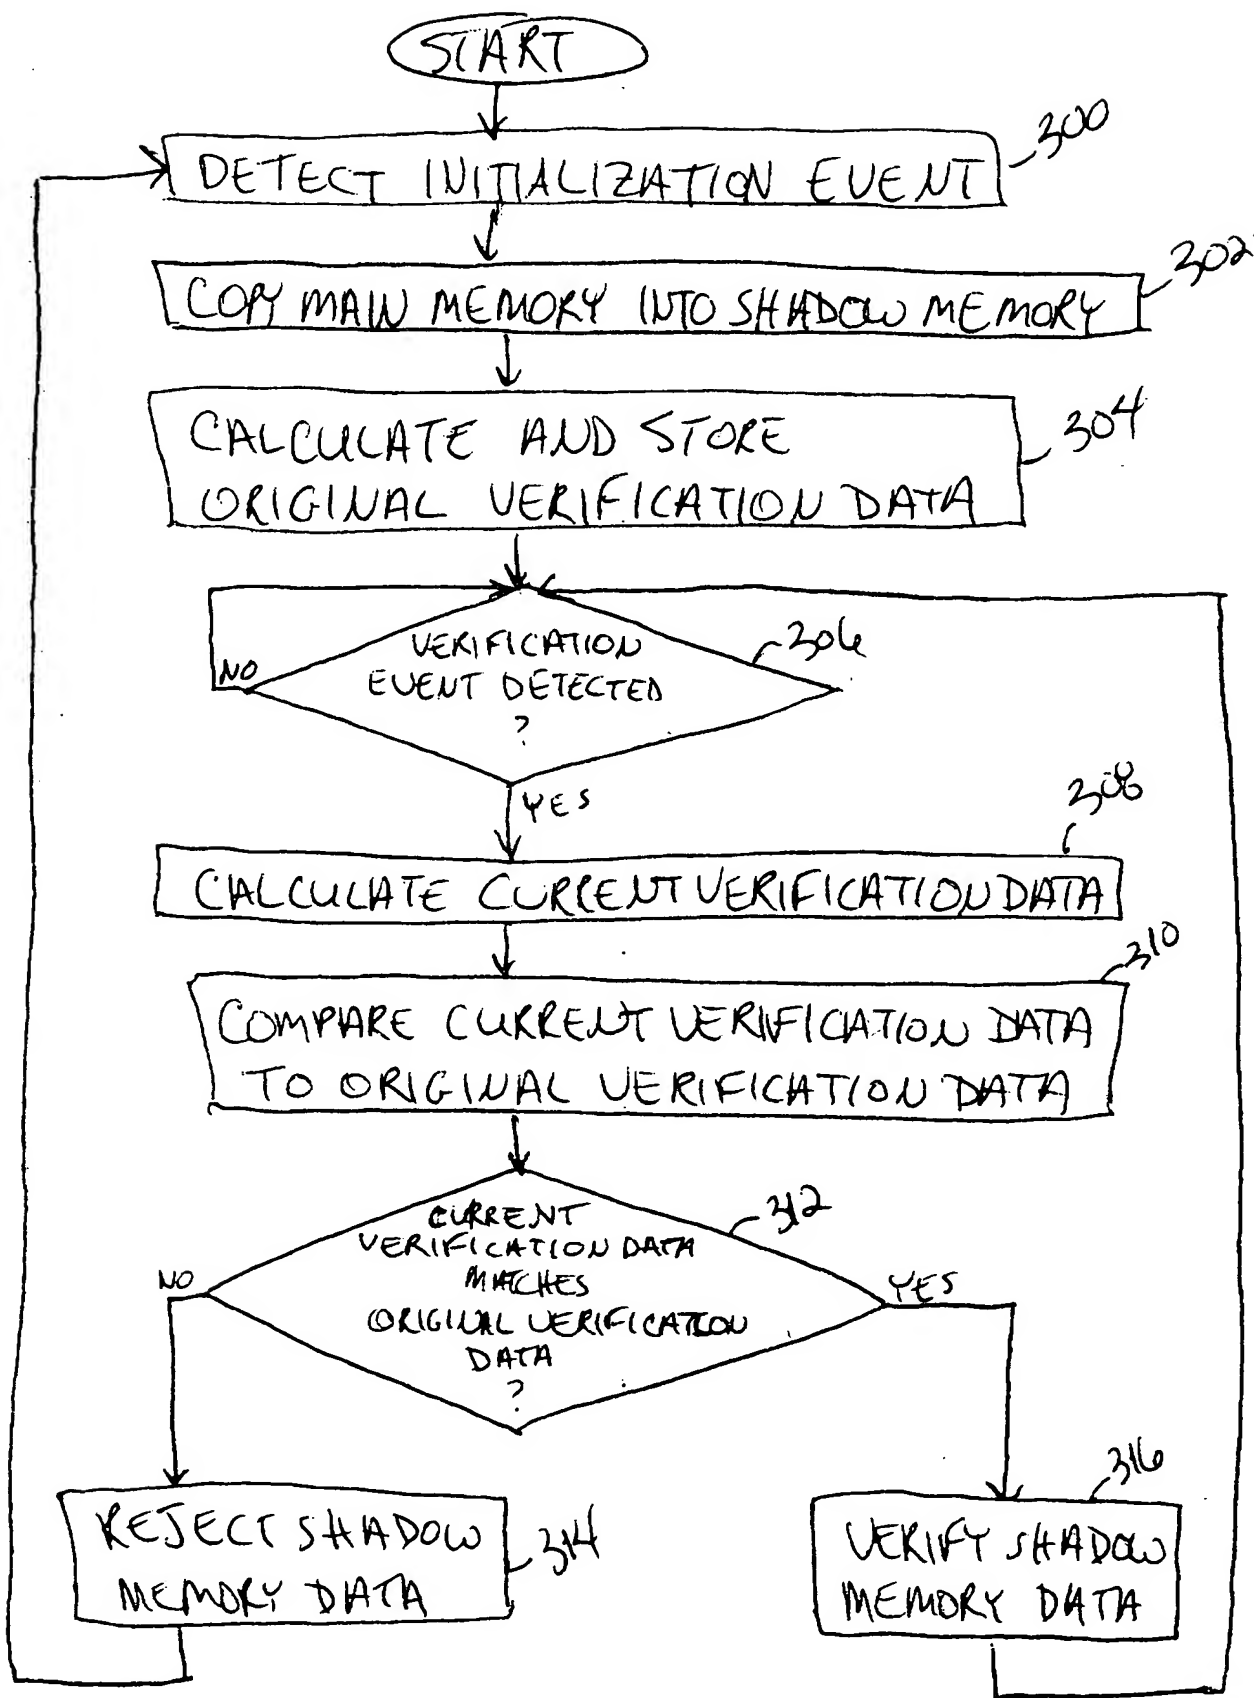 START
DETECT INITIALIZATION EVENT
300
COPY MAIN MEMORY INTO SHADOW MEMORY
302
CALCULATE AND STORE
ORIGINAL VERIFICATION DATA
304
VERIFICATION
EVENT DETECTED
?
306
NO
YES
308
CALCULATE CURRENT VERIFICATION DATA
310
COMPARE CURRENT VERIFICATION DATA
TO ORIGINAL VERIFICATION DATA
CURRENT
VERIFICATION DATA
MATCHES
ORIGINAL VERIFICATION
DATA
?
312
NO
YES
REJECT SHADOW
MEMORY DATA
314
316
VERIFY SHADOW
MEMORY DATA